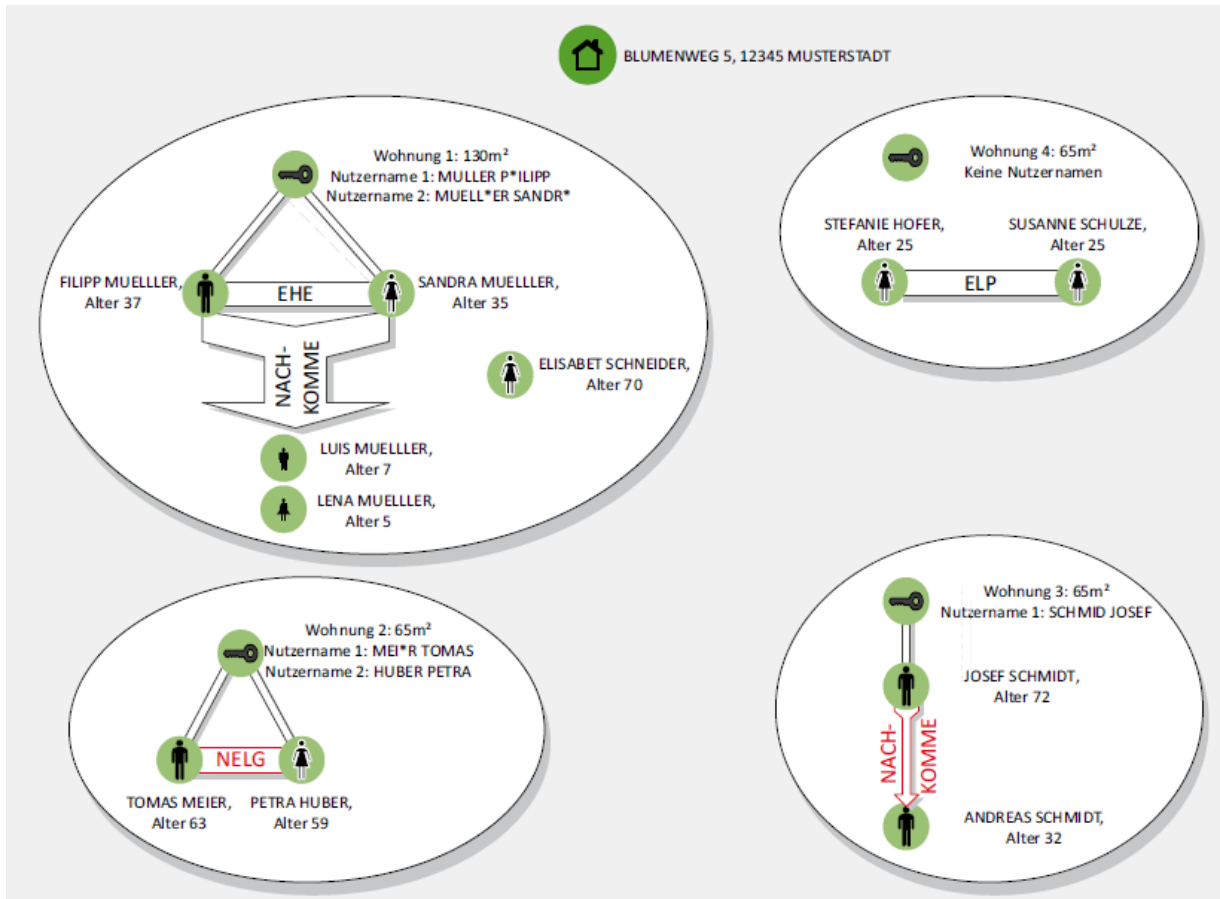 BLUMENWEG 5, 12345 MUSTERSTADT
Wohnung 1: 130m²
Nutzername 1: MULLER P*ILIPP
Nutzername 2: MUELL*ER SANDR*
FILIPP MUELLLER,
Alter 37
EHE
SANDRA MUELLLER,
Alter 35
NACH-
KOMME
ELISABET SCHNEIDER,
Alter 70
LUIS MUELLLER,
Alter 7
LENA MUELLLER,
Alter 5
Wohnung 4: 65m²
Keine Nutzernamen
STEFANIE HOFER,
Alter 25
SUSANNE SCHULZE,
Alter 25
ELP
Wohnung 2: 65m²
Nutzername 1: MEI*R TOMAS
Nutzername 2: HUBER PETRA
NELG
TOMAS MEIER,
Alter 63
PETRA HUBER,
Alter 59
Wohnung 3: 65m²
Nutzername 1: SCHMID JOSEF
JOSEF SCHMIDT,
Alter 72
NACH-
KOMME
ANDREAS SCHMIDT,
Alter 32